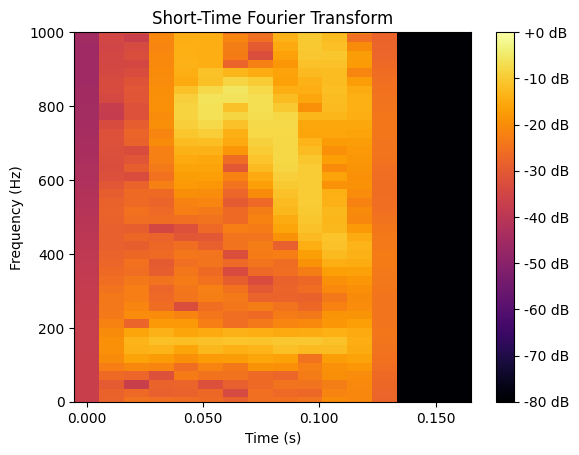 Short-Time Fourier Transform
1000
800
600
400
200
0
Frequency (Hz)
0.000
0.050
0.100
0.150
Time (s)
+0 dB
-10 dB
-20 dB
-30 dB
-40 dB
-50 dB
-60 dB
-70 dB
-80 dB